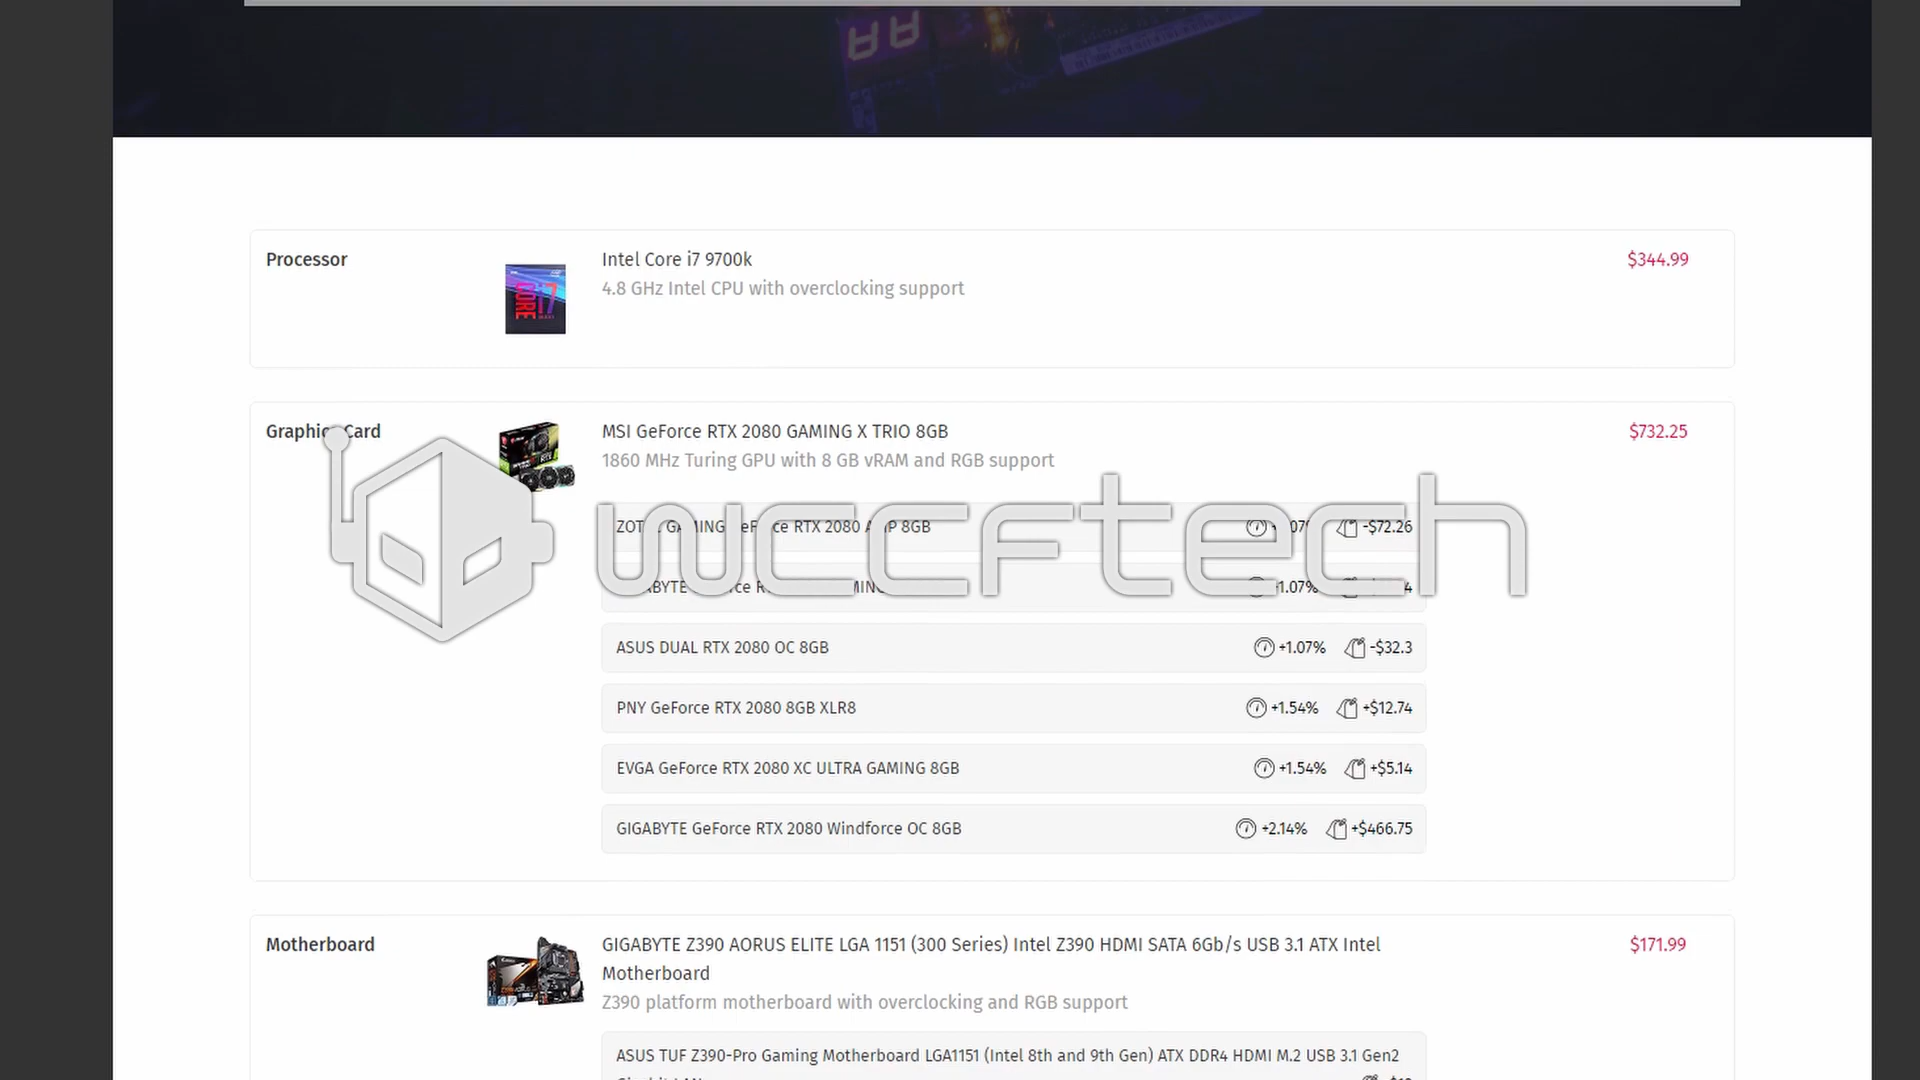 Processor
Intel Core i7 9700k
$344.99
4.8 GHz Intel CPU with overclocking support
CORE i7
Graphics Card
MSI GeForce RTX 2080 GAMING X TRIO 8GB
$732.25
1860 MHz Turing GPU with 8 GB vRAM and RGB support
wccftech
GAMING RTX 2080 8GB -$72.26
+1.07%
ASUS DUAL RTX 2080 OC 8GB +1.07% -$32.3
PNY GeForce RTX 2080 8GB XLR8 +1.54% +$12.74
EVGA GeForce RTX 2080 XC ULTRA GAMING 8GB +1.54% +$5.14
GIGABYTE GeForce RTX 2080 Windforce OC 8GB +2.14% +$466.75
Motherboard
GIGABYTE Z390 AORUS ELITE LGA 1151 (300 Series) Intel Z390 HDMI SATA 6Gb/s USB 3.1 ATX Intel
$171.99
Motherboard
Z390 platform motherboard with overclocking and RGB support
ASUS TUF Z390-Pro Gaming Motherboard LGA1151 (Intel 8th and 9th Gen) ATX DDR4 HDMI M.2 USB 3.1 Gen2